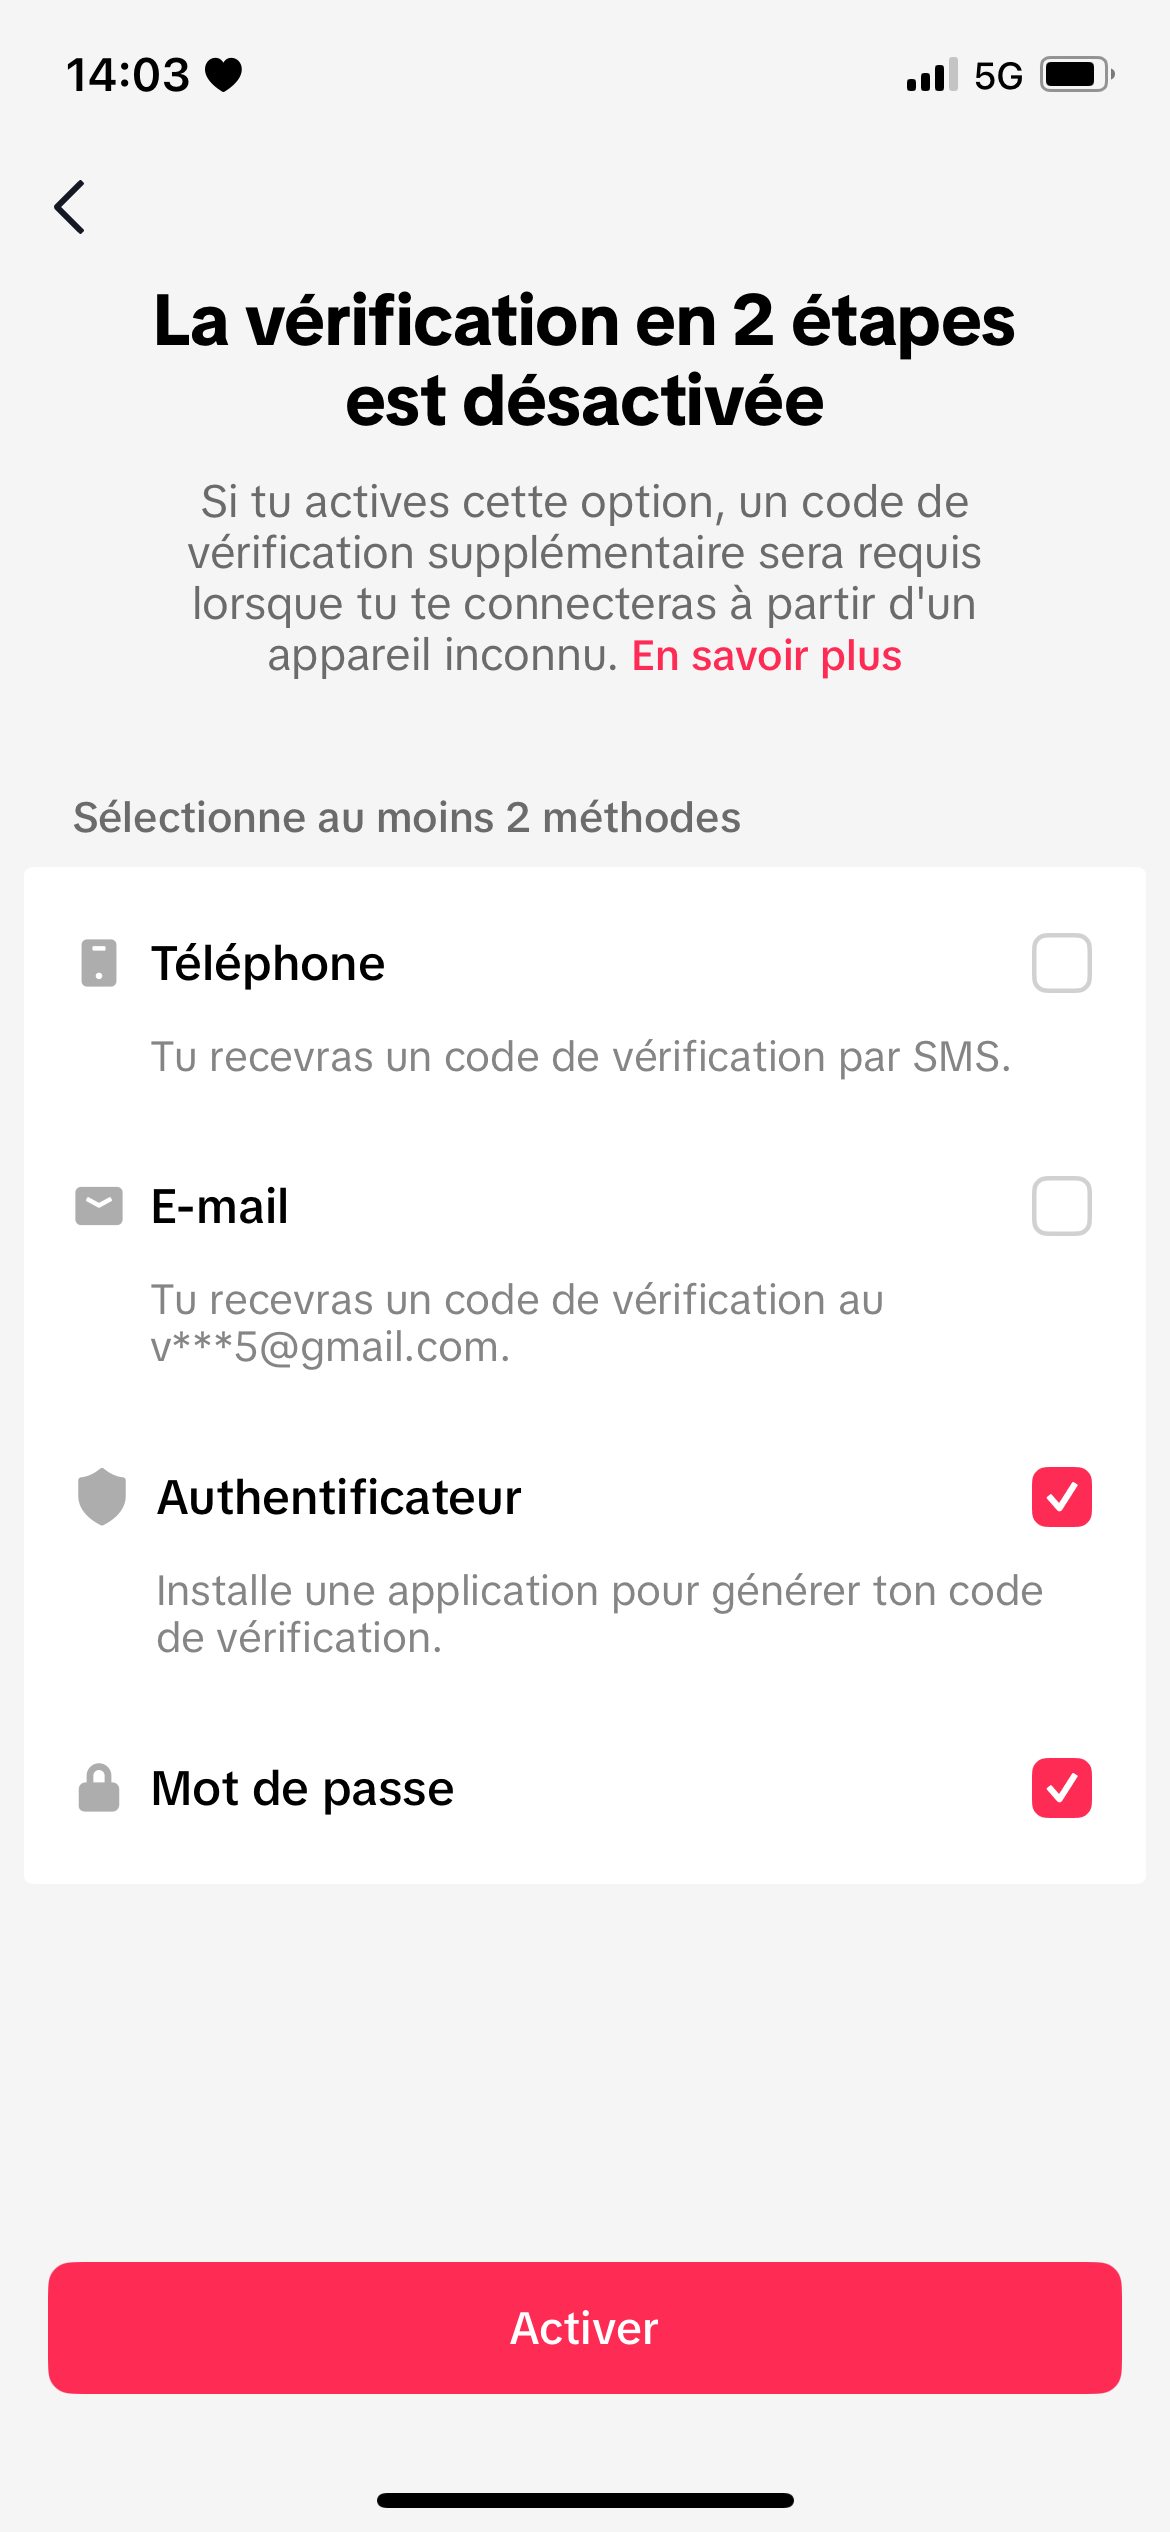 14:03
5G
La vérification en 2 étapes
est désactivée
Si tu actives cette option, un code de
vérification supplémentaire sera requis
lorsque tu te connecteras à partir d'un
appareil inconnu. En savoir plus
Sélectionne au moins 2 méthodes
Téléphone
Tu recevras un code de vérification par SMS.
E-mail
Tu recevras un code de vérification au
v***5@gmail.com.
Authentificateur
Installe une application pour générer ton code
de vérification.
Mot de passe
Activer